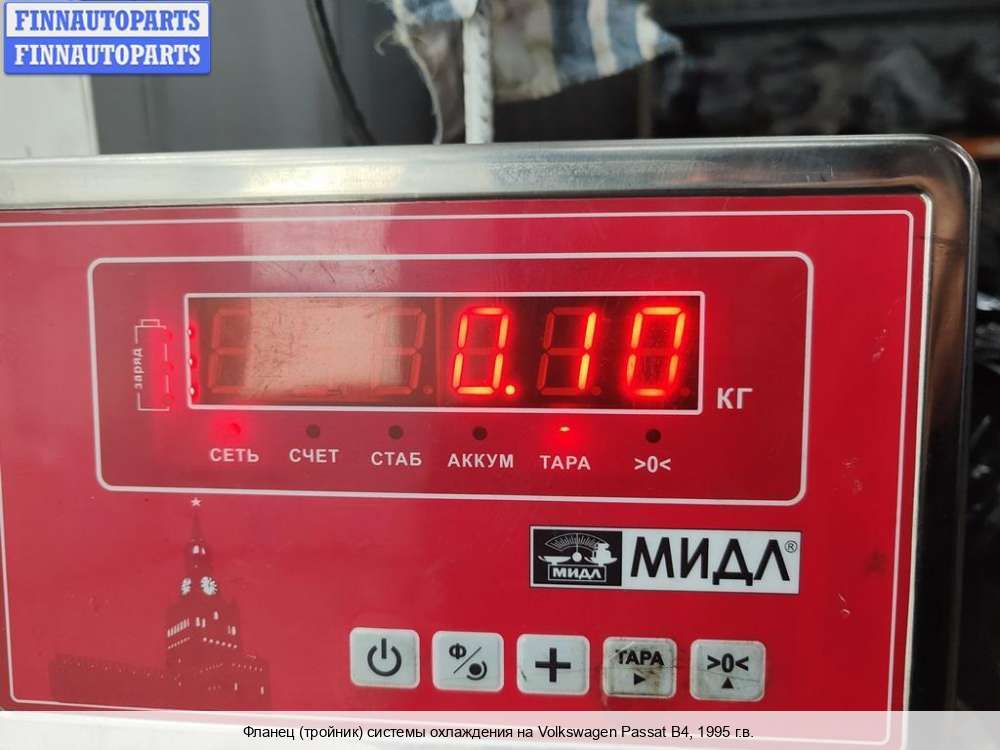 FINNAUTOPARTS
FINNAUTOPARTS
заряд
0.10
КГ
СЕТЬ СЧЕТ СТАБ АККУМ ТАРА >0<
МИДЛ МИДЛ®
Ф/ + ТАРА >0<
Фланец (тройник) системы охлаждения на Volkswagen Passat B4, 1995 г.в.